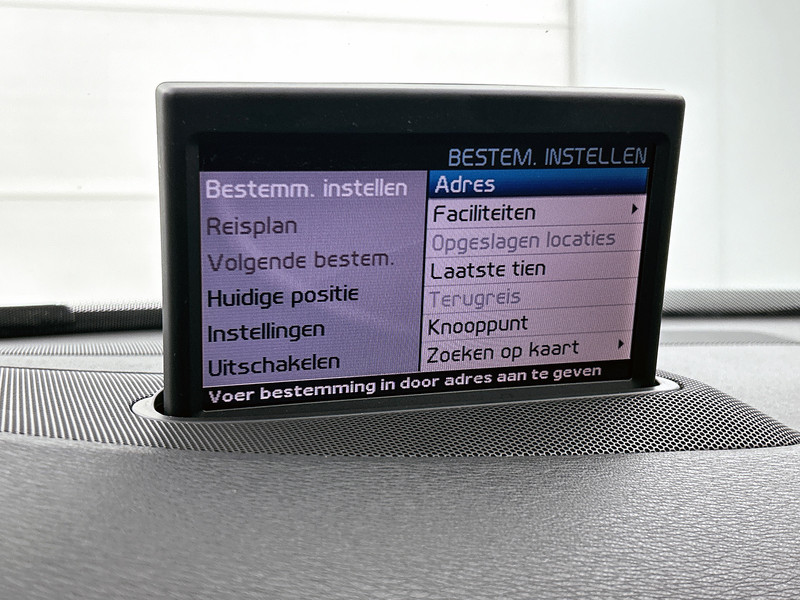 BESTEM. INSTELLEN
Bestemm. instellen
Reisplan
Volgende bestem.
Huidige positie
Instellingen
Uitschakelen
Adres
Faciliteiten
Opgeslagen locaties
Laatste tien
Terugreis
Knooppunt
Zoeken op kaart
Voer bestemming in door adres aan te geven